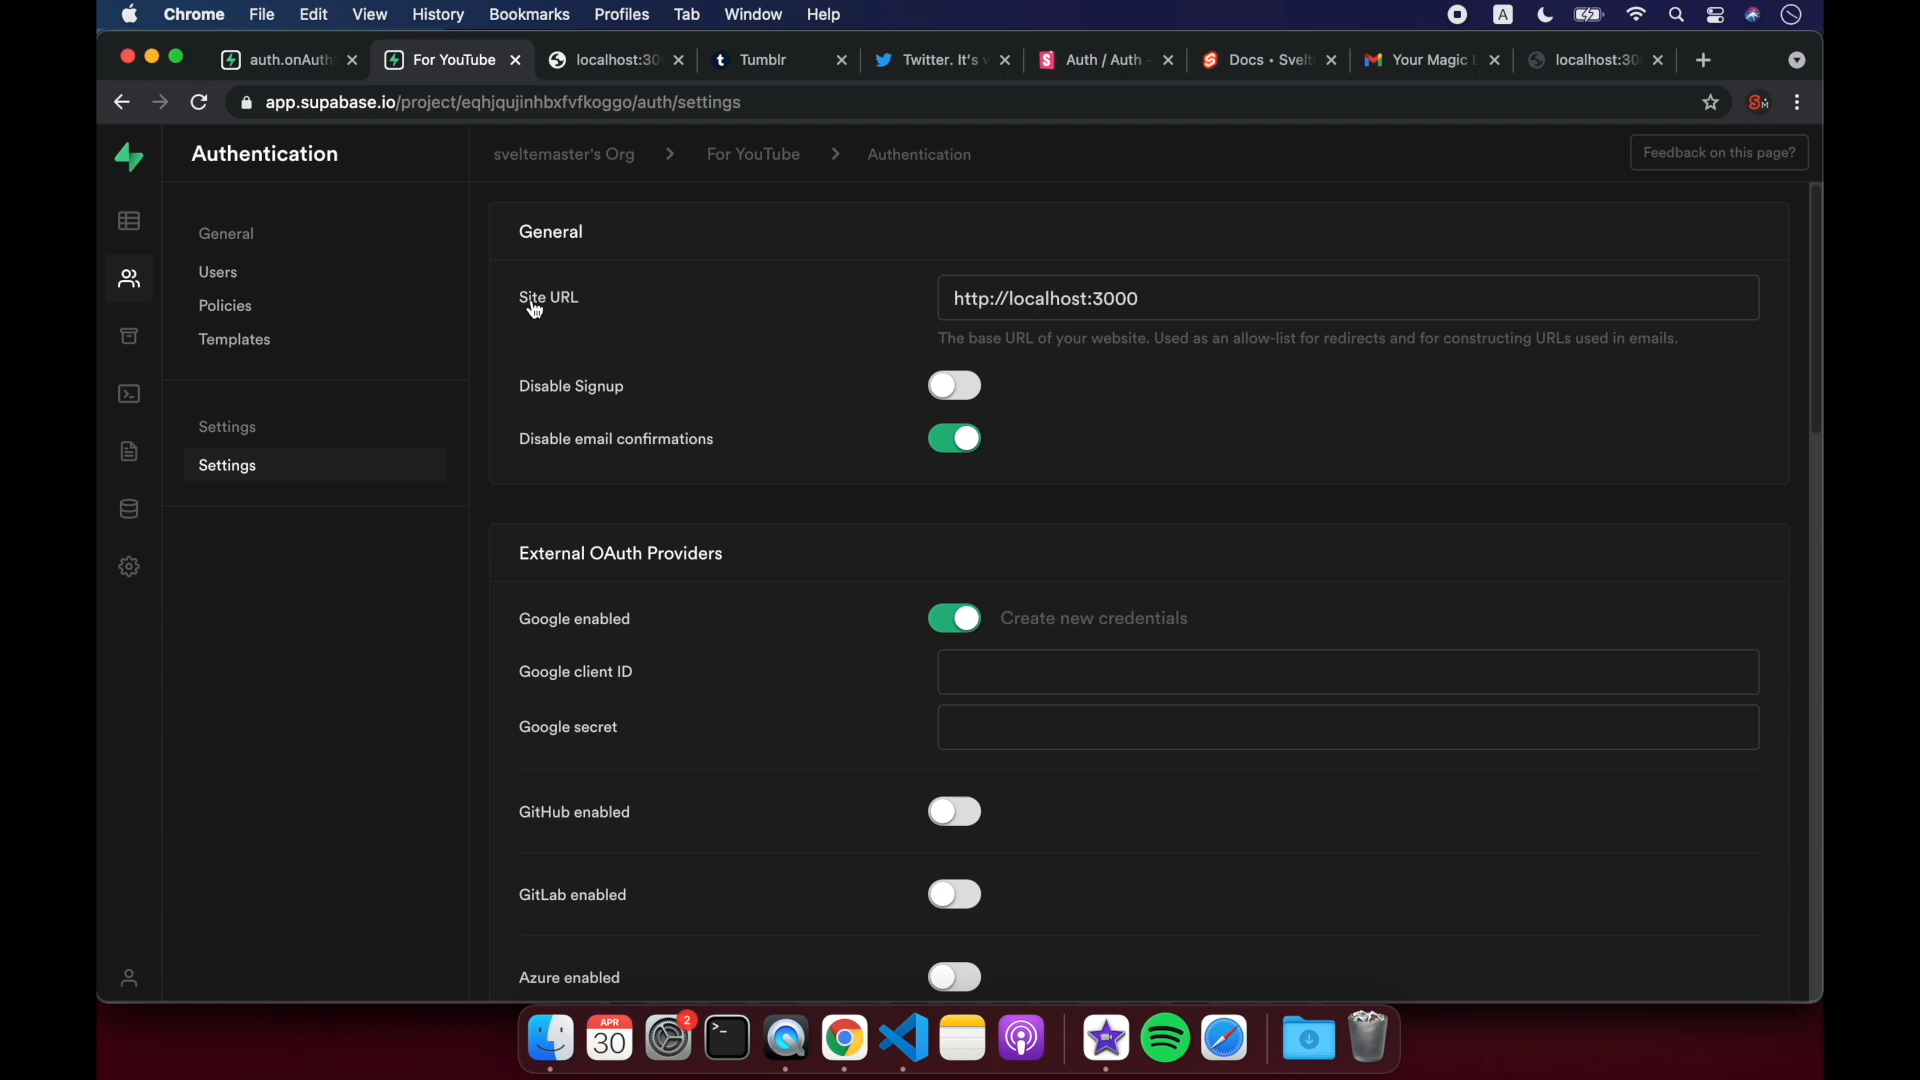 Chrome File Edit View History Bookmarks Profiles Tab Window Help A
auth.onAuth For YouTube localhost:30 Tumblr Twitter. It's Auth / Auth Docs • Svelt Your Magic localhost:30
app.supabase.io/project/eqhjqujinhbxfvfkoggo/auth/settings
Authentication
sveltemaster's Org > For YouTube > Authentication
Feedback on this page?
General
Users
Policies
Templates
Settings
Settings
General
Site URL
http://localhost:3000
The base URL of your website. Used as an allow-list for redirects and for constructing URLs used in emails.
Disable Signup
Disable email confirmations
External OAuth Providers
Google enabled
Create new credentials
Google client ID
Google secret
GitHub enabled
GitLab enabled
Azure enabled
APR
30
2